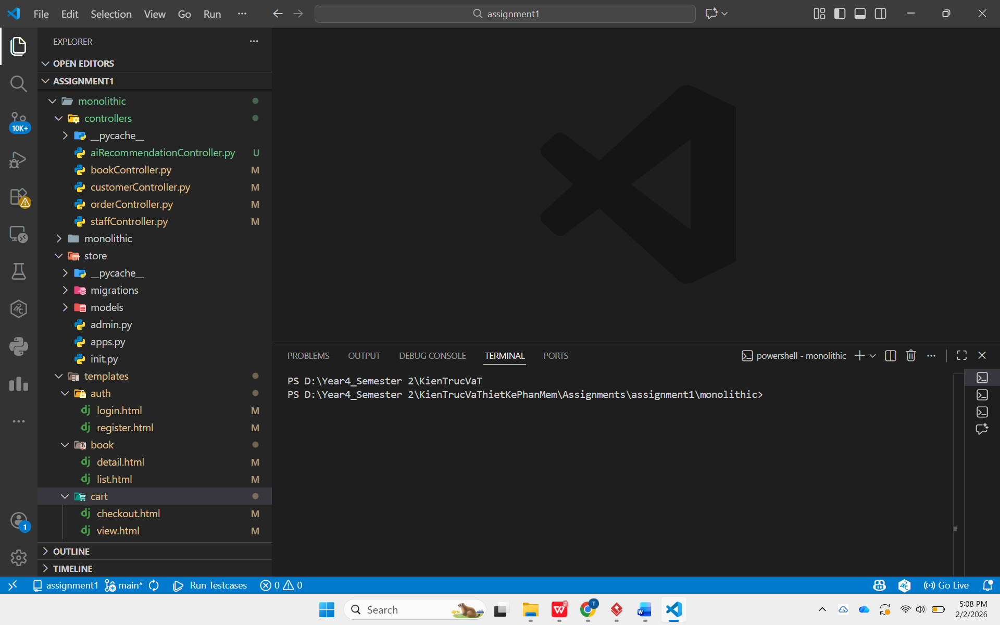 File Edit Selection View Go Run ···
assignment1
EXPLORER
OPEN EDITORS
ASSIGNMENT1
monolithic
controllers
__pycache__
aiRecommendationController.py U
bookController.py M
customerController.py M
orderController.py M
staffController.py M
monolithic
store
__pycache__
migrations
models
admin.py
apps.py
init.py
templates
auth
login.html M
register.html M
book
detail.html M
list.html M
cart
checkout.html M
view.html M
OUTLINE
TIMELINE
10K+
1
PROBLEMS OUTPUT DEBUG CONSOLE TERMINAL PORTS
powershell - monolithic
PS D:\Year4_Semester 2\KienTrucVaT
PS D:\Year4_Semester 2\KienTrucVaThietKePhanMem\Assignments\assignment1\monolithic>
assignment1 main* Run Testcases 0 0 Go Live
Search
5:08 PM
2/2/2026